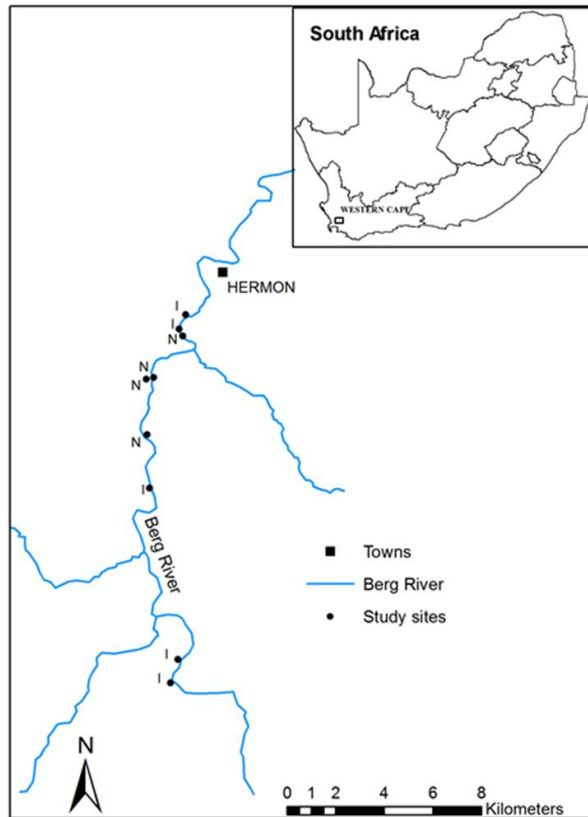 South Africa
WESTERN CAPE
HERMON
I
I
N
N
N
N
I
Berg River
Towns
Berg River
Study sites
I
I
N
0 1 2 4 6 8
Kilometers